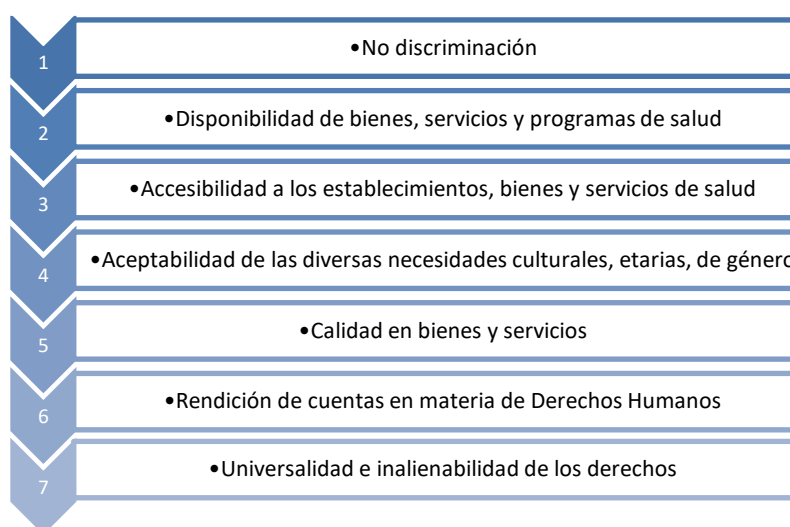 1
•No discriminación
2
•Disponibilidad de bienes, servicios y programas de salud
3
•Accesibilidad a los establecimientos, bienes y servicios de salud
4
•Aceptabilidad de las diversas necesidades culturales, etarias, de género
5
•Calidad en bienes y servicios
6
•Rendición de cuentas en materia de Derechos Humanos
7
•Universalidad e inalienabilidad de los derechos